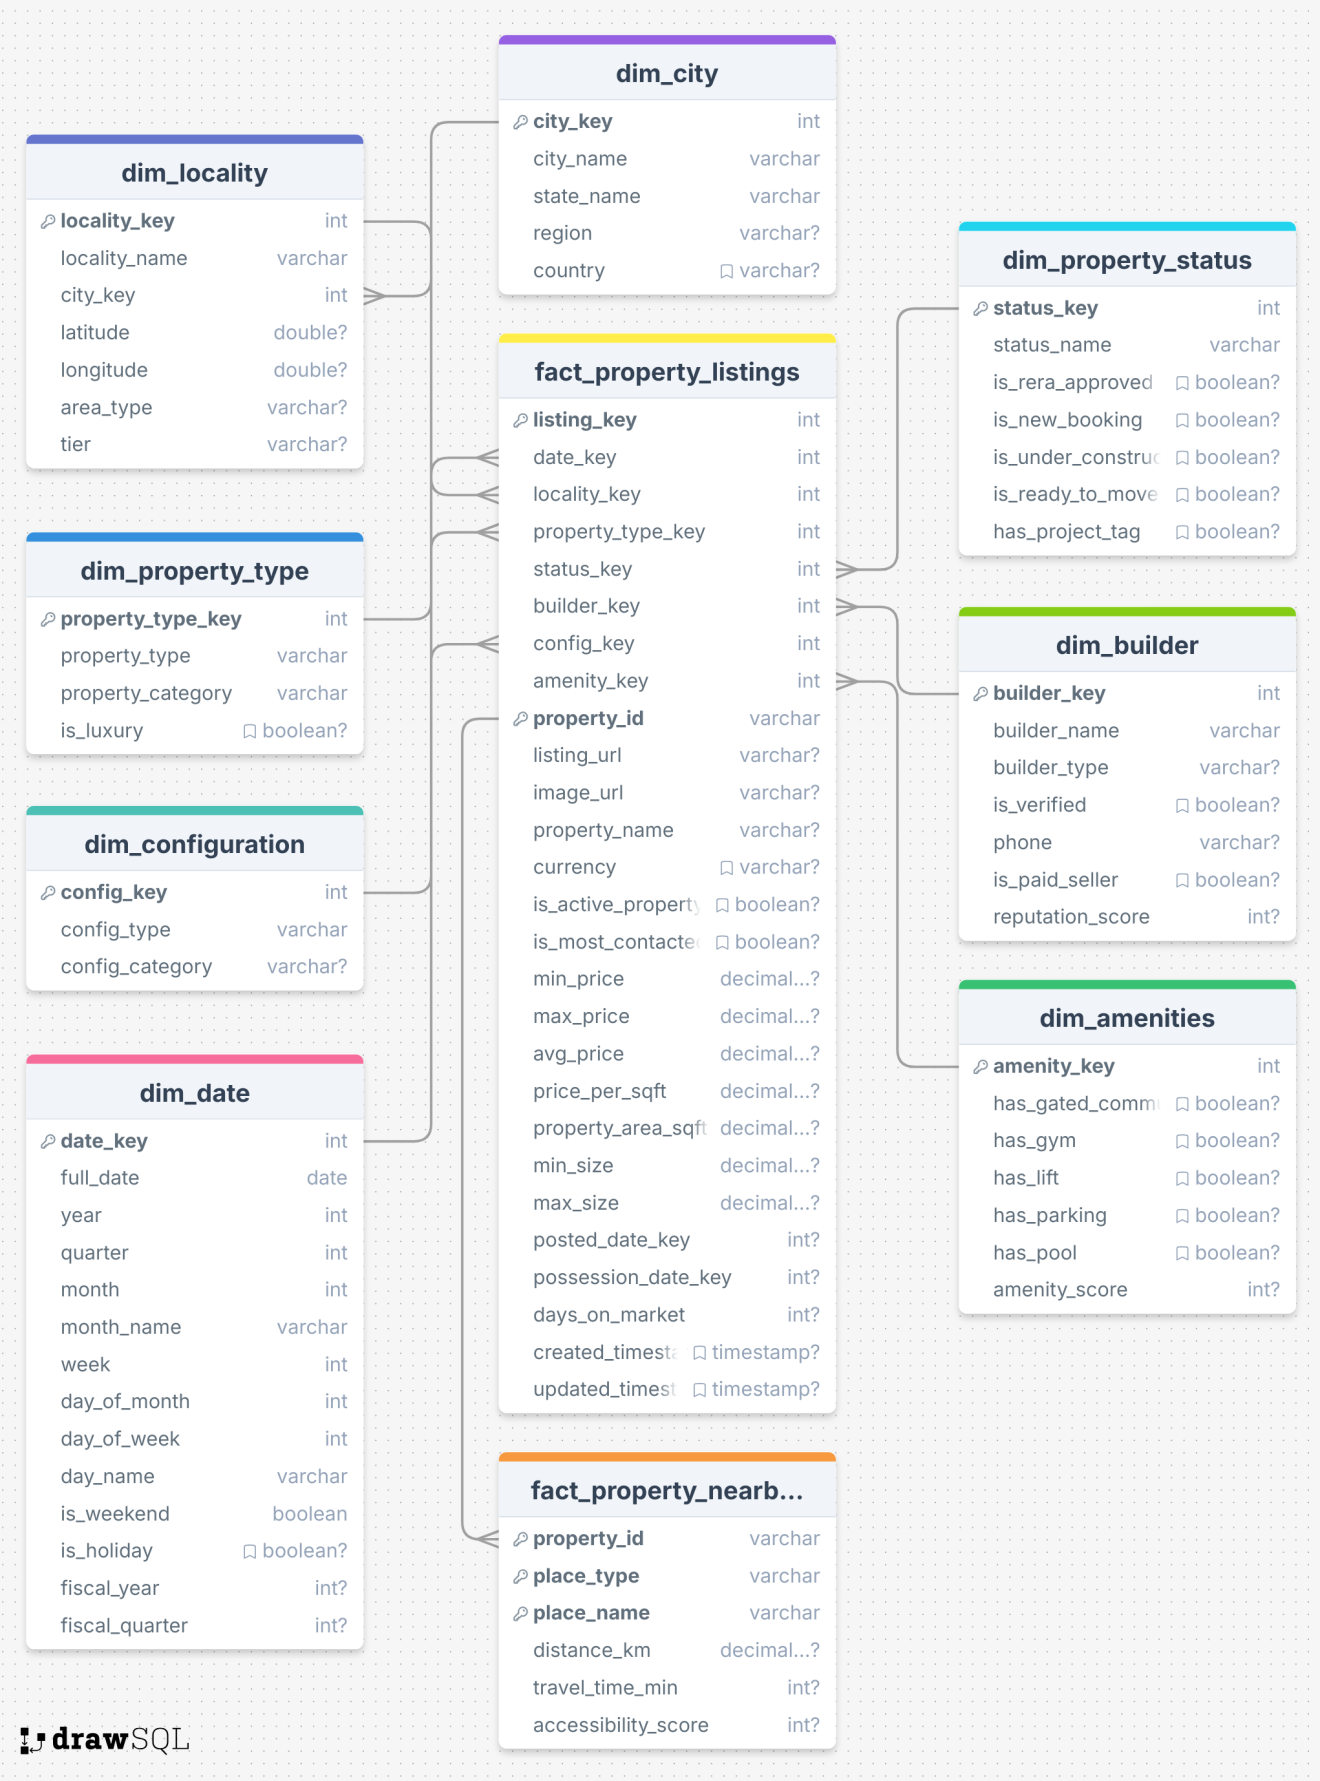 dim_city
city_key int
city_name varchar
state_name varchar
region varchar?
country varchar?
dim_locality
locality_key int
locality_name varchar
city_key int
latitude double?
longitude double?
area_type varchar?
tier varchar?
dim_property_type
property_type_key int
property_type varchar
property_category varchar
is_luxury boolean?
dim_configuration
config_key int
config_type varchar
config_category varchar?
dim_date
date_key int
full_date date
year int
quarter int
month int
month_name varchar
week int
day_of_month int
day_of_week int
day_name varchar
is_weekend boolean
is_holiday boolean?
fiscal_year int?
fiscal_quarter int?
fact_property_listings
listing_key int
date_key int
locality_key int
property_type_key int
status_key int
builder_key int
config_key int
amenity_key int
property_id varchar
listing_url varchar?
image_url varchar?
property_name varchar?
currency varchar?
is_active_property boolean?
is_most_contacte boolean?
min_price decimal...?
max_price decimal...?
avg_price decimal...?
price_per_sqft decimal...?
property_area_sqft decimal...?
min_size decimal...?
max_size decimal...?
posted_date_key int?
possession_date_key int?
days_on_market int?
created_timesta timestamp?
updated_timest timestamp?
fact_property_nearb...
property_id varchar
place_type varchar
place_name varchar
distance_km decimal...?
travel_time_min int?
accessibility_score int?
dim_property_status
status_key int
status_name varchar
is_rera_approved boolean?
is_new_booking boolean?
is_under_construc boolean?
is_ready_to_move boolean?
has_project_tag boolean?
dim_builder
builder_key int
builder_name varchar
builder_type varchar?
is_verified boolean?
phone varchar?
is_paid_seller boolean?
reputation_score int?
dim_amenities
amenity_key int
has_gated_comm boolean?
has_gym boolean?
has_lift boolean?
has_parking boolean?
has_pool boolean?
amenity_score int?
drawSQL